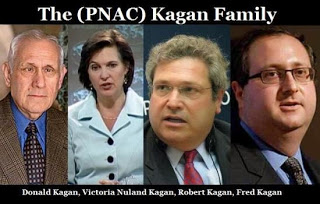 The (PNAC) Kagan Family
Donald Kagan, Victoria Nuland Kagan, Robert Kagan, Fred Kagan